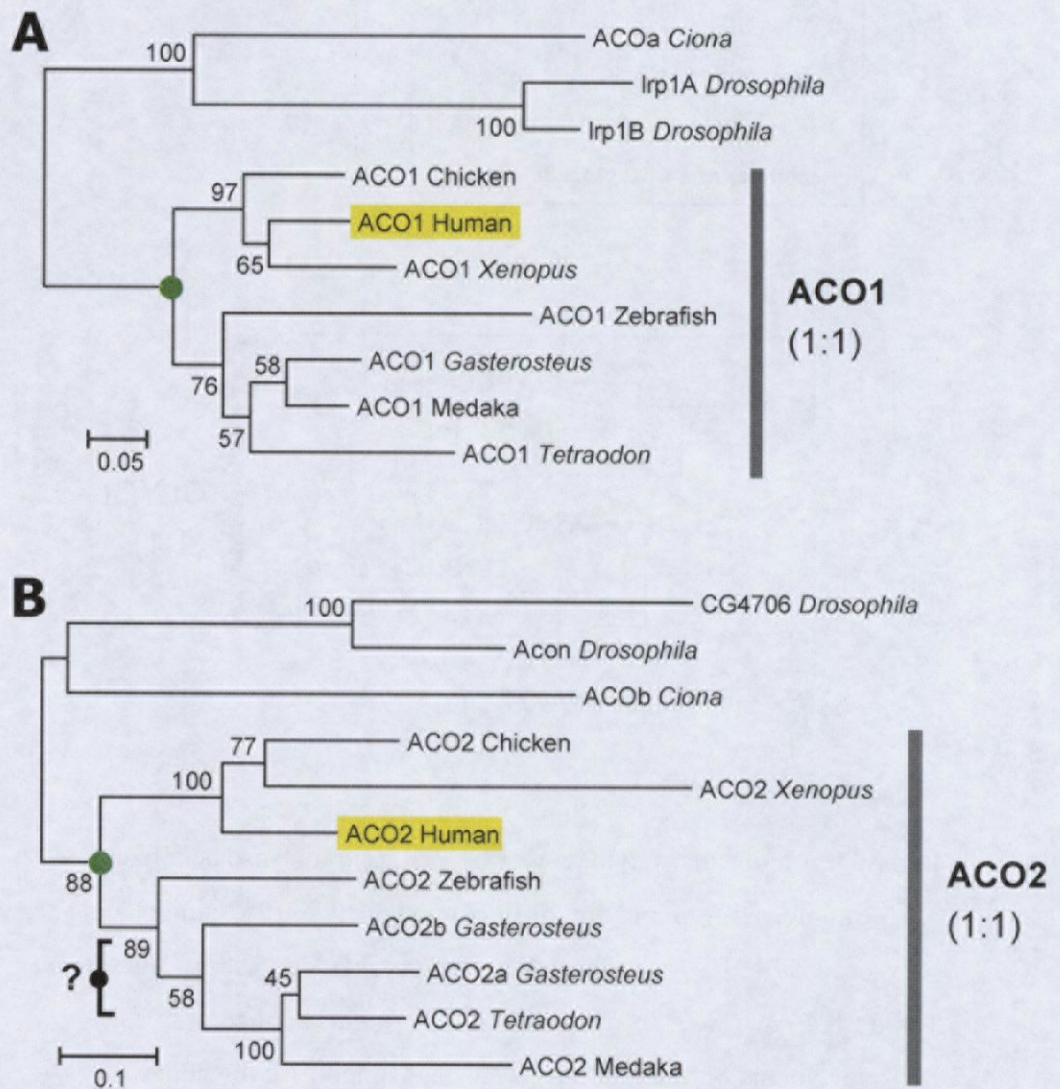 A
100
ACOa Ciona
Irp1A Drosophila
100
Irp1B Drosophila
ACO1 Chicken
97
ACO1 Human
65
ACO1 Xenopus
ACO1
(1:1)
ACO1 Zebrafish
76
58
ACO1 Gasterosteus
ACO1 Medaka
57
ACO1 Tetraodon
0.05
B
100
CG4706 Drosophila
Acon Drosophila
ACOb Ciona
77
ACO2 Chicken
100
ACO2 Xenopus
ACO2 Human
88
ACO2
(1:1)
ACO2 Zebrafish
89
ACO2b Gasterosteus
?
58
45
ACO2a Gasterosteus
ACO2 Tetraodon
100
ACO2 Medaka
0.1